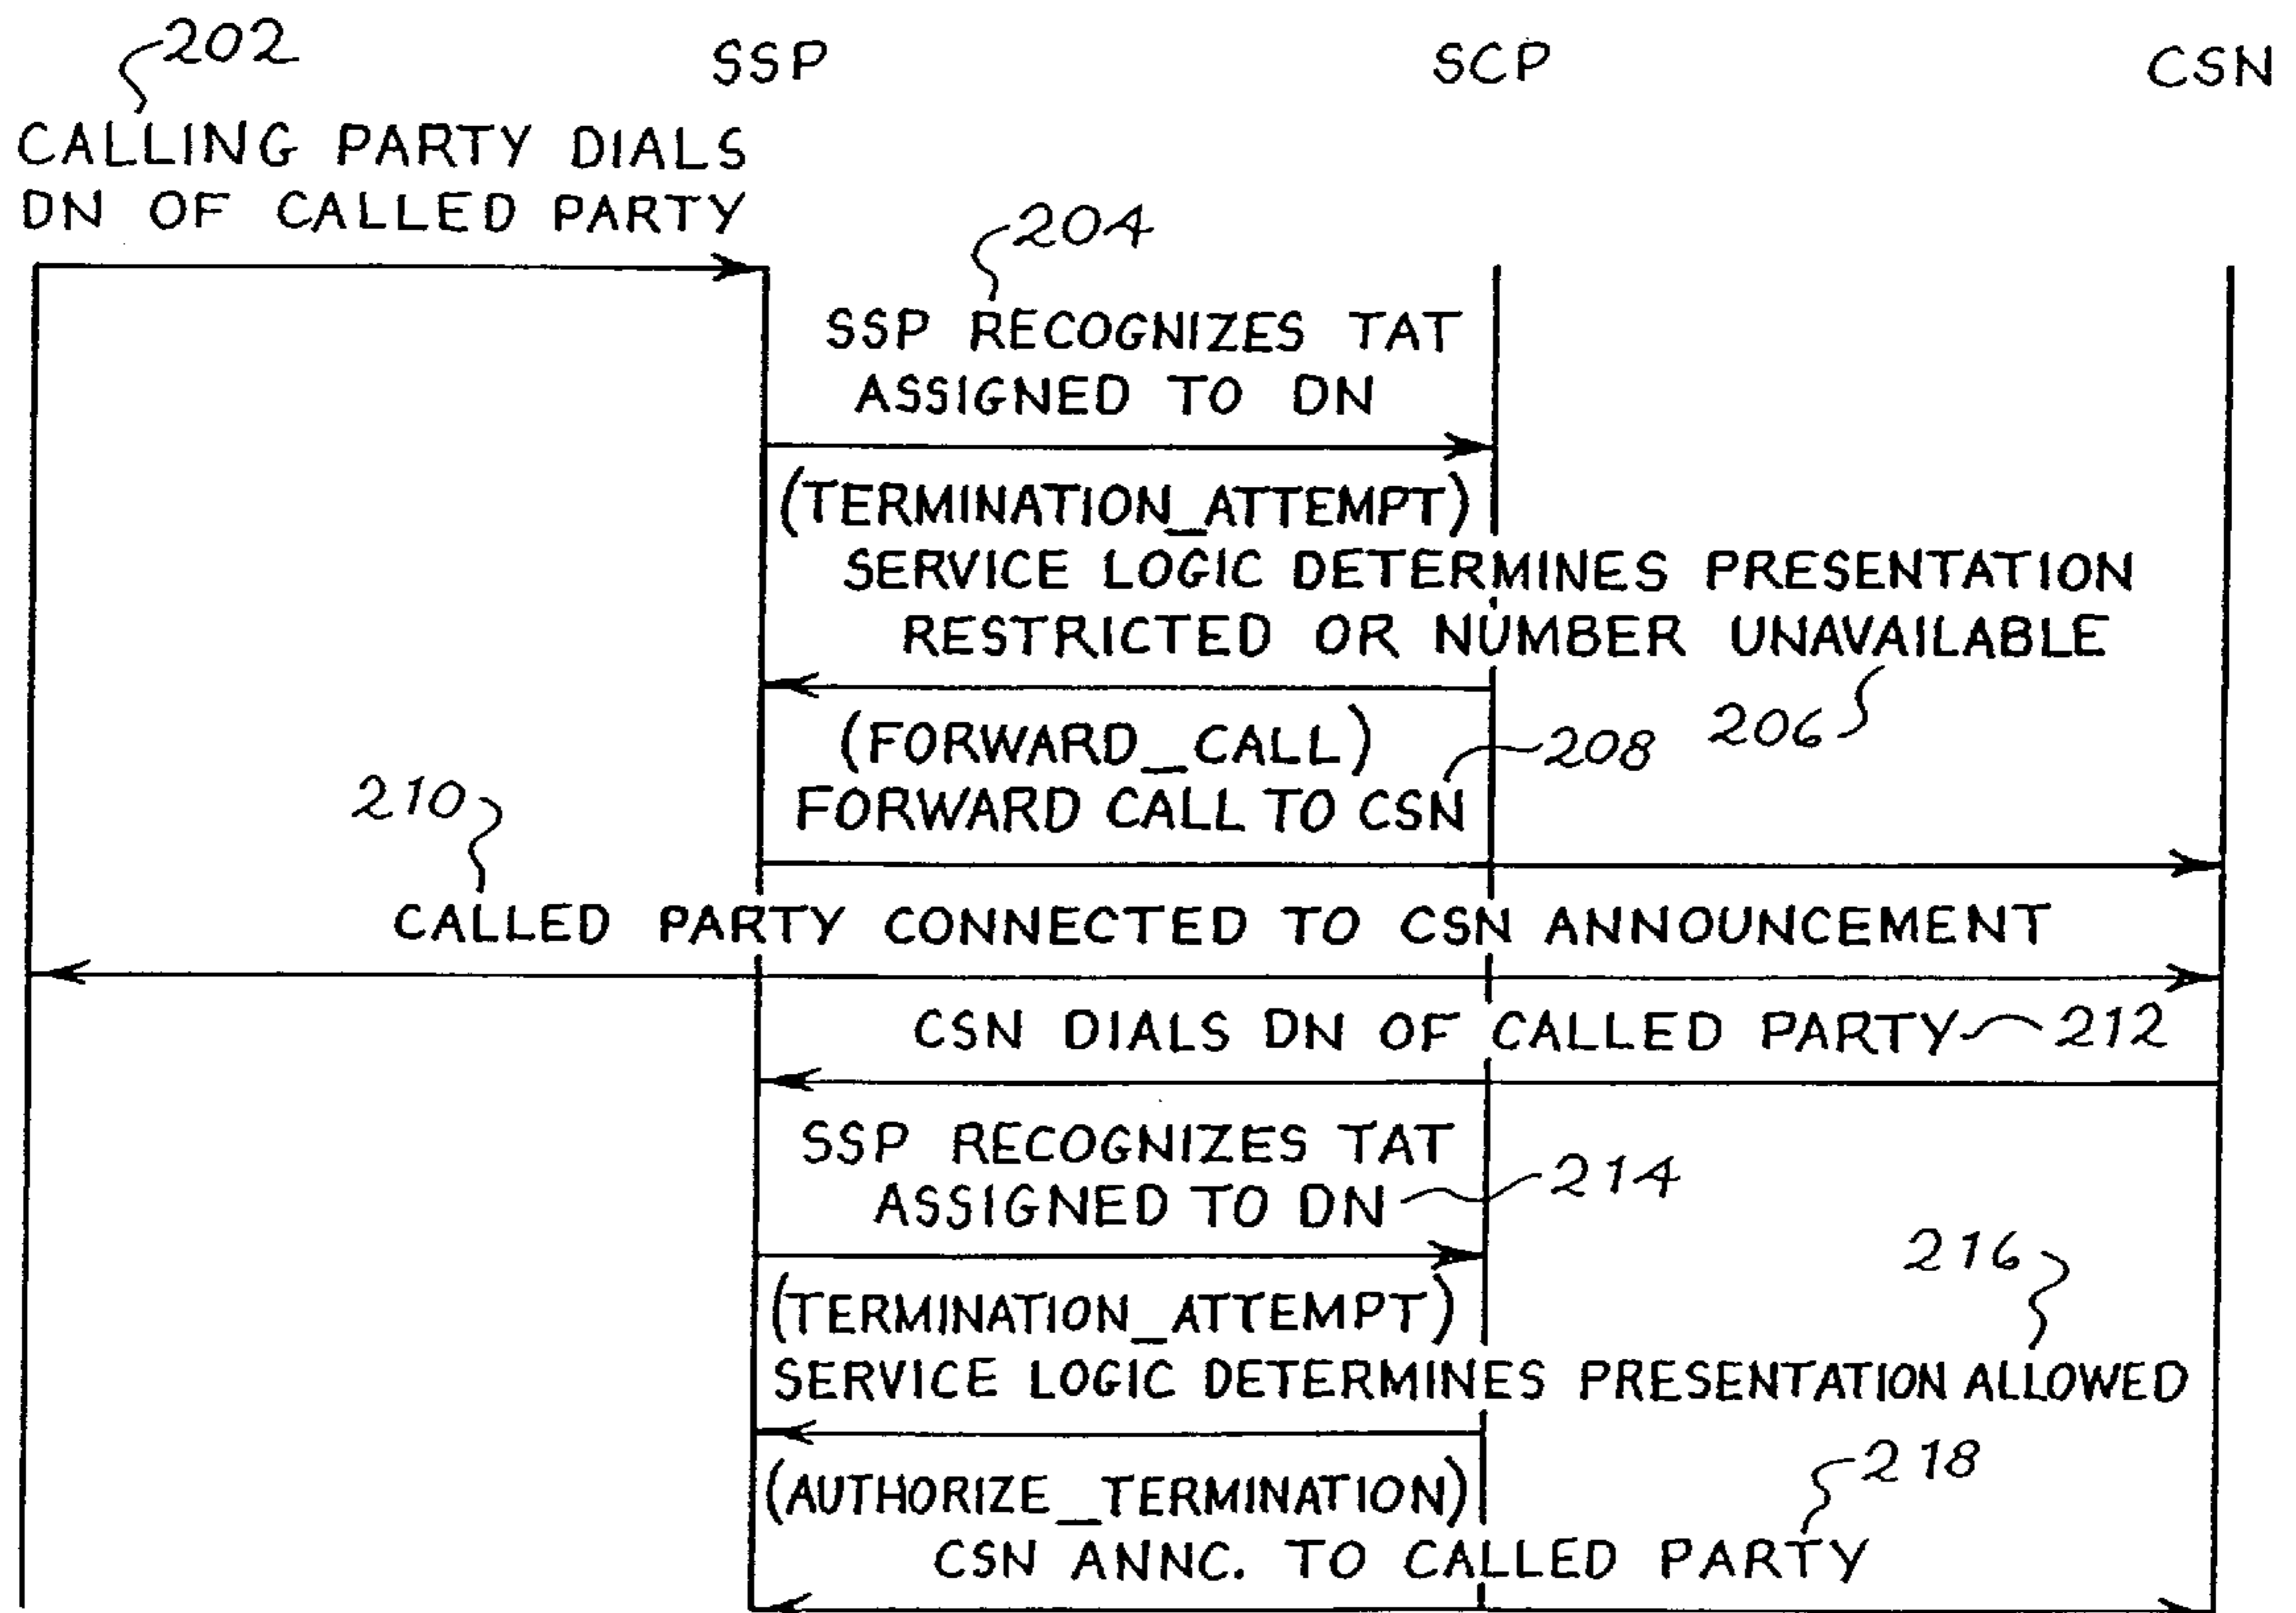 202
SSP
SCP
CSN
CALLING PARTY DIALS
DN OF CALLED PARTY
204
SSP RECOGNIZES TAT
ASSIGNED TO DN
(TERMINATION_ATTEMPT)
SERVICE LOGIC DETERMINES PRESENTATION
RESTRICTED OR NUMBER UNAVAILABLE
206
(FORWARD_CALL)
208
FORWARD CALL TO CSN
210
CALLED PARTY CONNECTED TO CSN ANNOUNCEMENT
CSN DIALS DN OF CALLED PARTY 212
SSP RECOGNIZES TAT
ASSIGNED TO DN 214
216
(TERMINATION_ATTEMPT)
SERVICE LOGIC DETERMINES PRESENTATION ALLOWED
218
(AUTHORIZE_TERMINATION)
CSN ANNC. TO CALLED PARTY